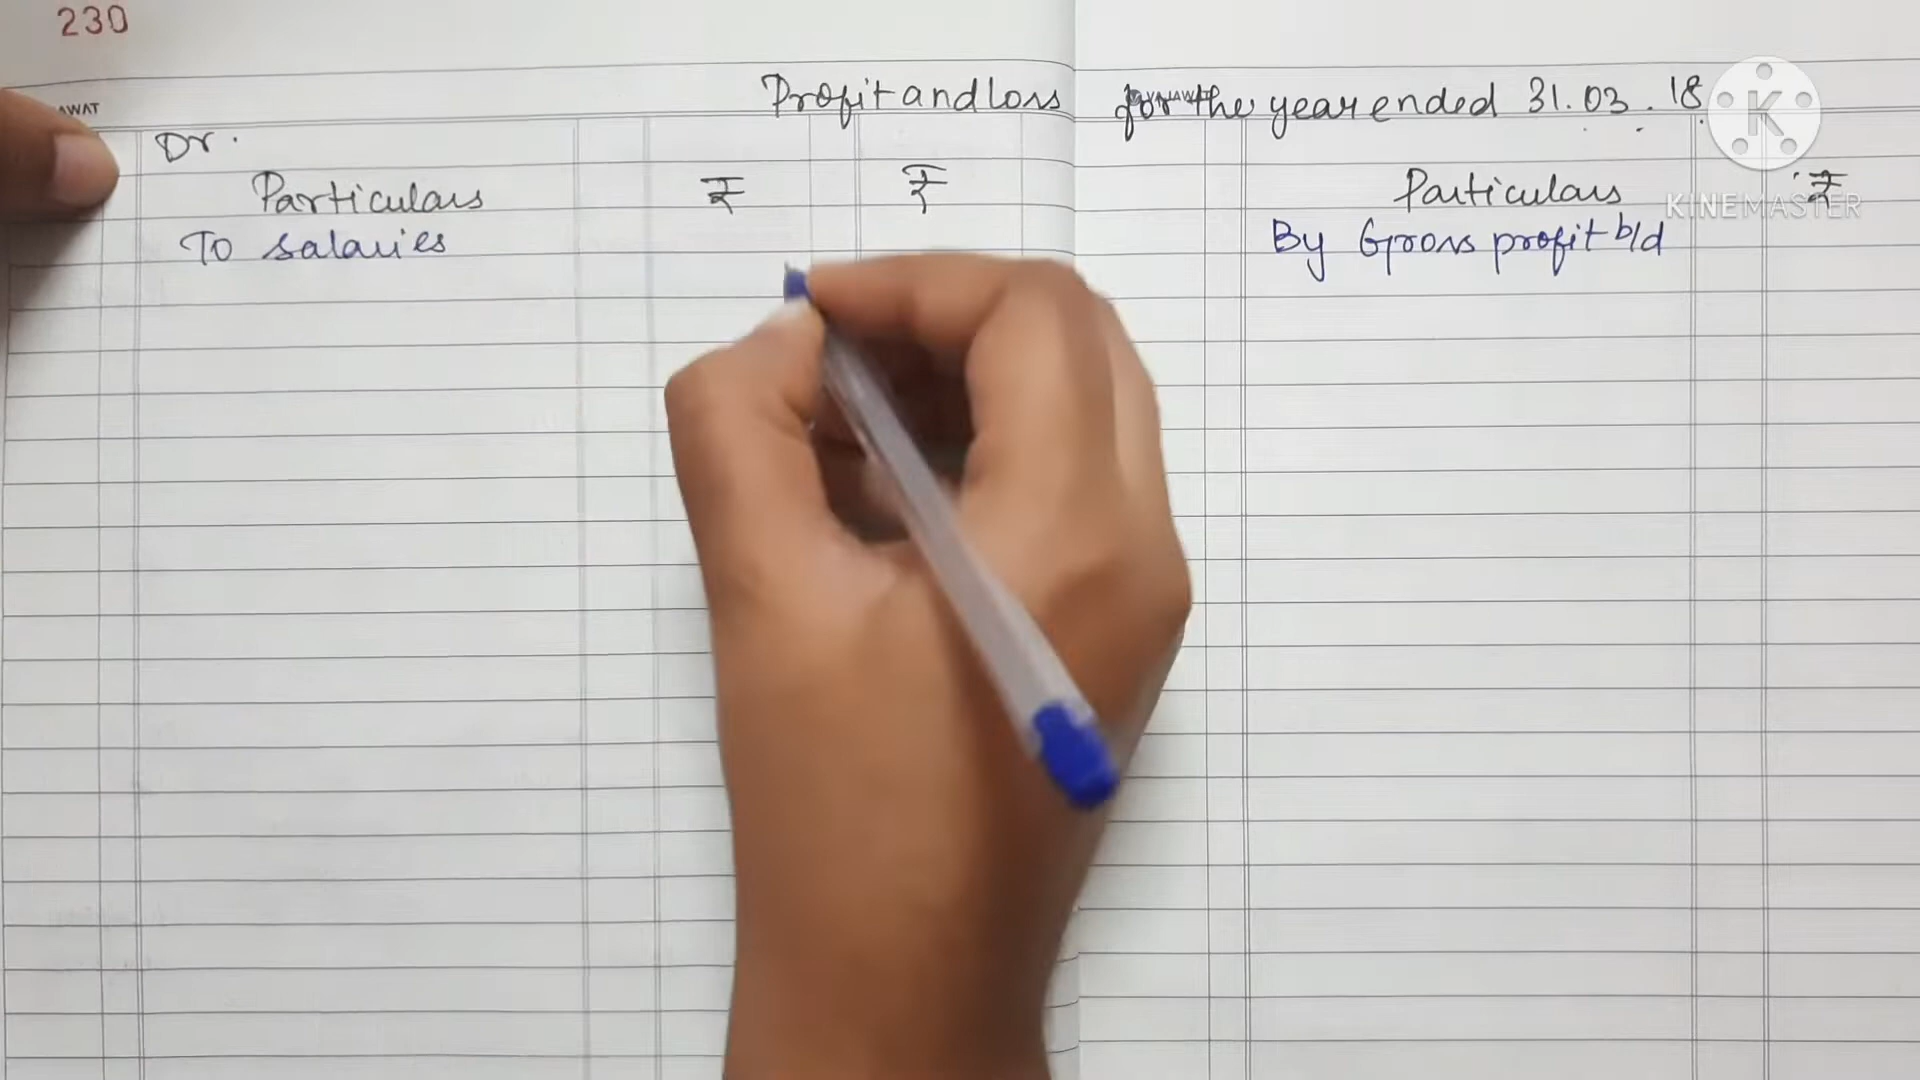 230
AWAT
Profit and Loss for the year ended 31.03.18
Dr.
Particulars ₹ ₹ Particulars ₹
To Salaries By Gross profit b/d
KINEMASTER